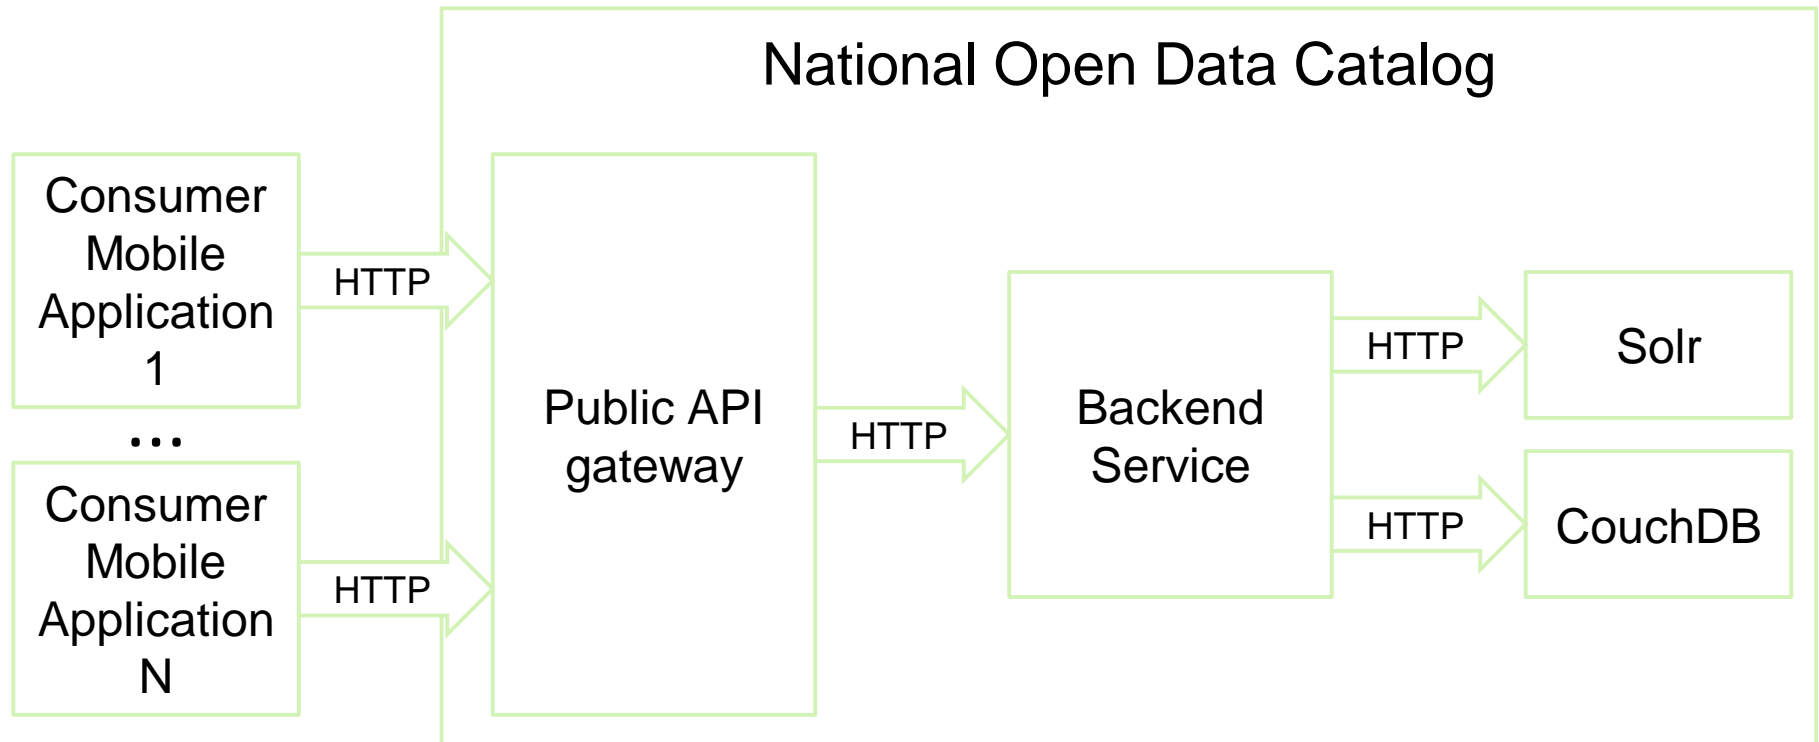 National Open Data Catalog
Consumer
Mobile
Application
1
HTTP
...
Consumer
Mobile
Application
N
HTTP
Public API
gateway
HTTP
Backend
Service
HTTP
Solr
HTTP
CouchDB